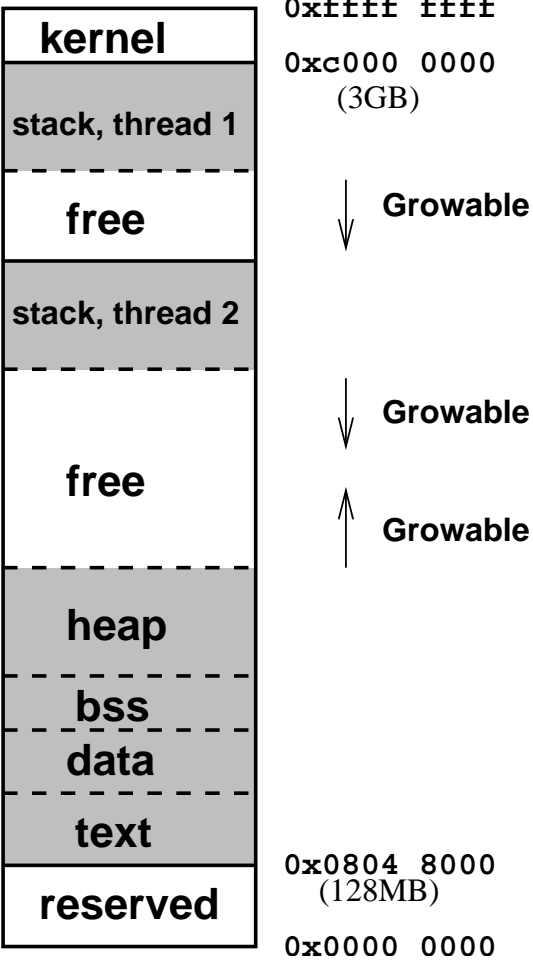 0xffff ffff
kernel
0xc000 0000
(3GB)
stack, thread 1
free
Growable
stack, thread 2
Growable
free
Growable
heap
bss
data
text
0x0804 8000
(128MB)
reserved
0x0000 0000